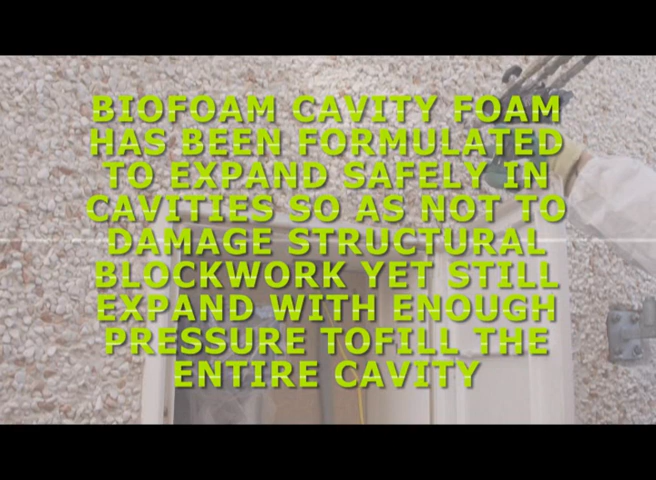 BIOFOAM CAVITY FOAM
HAS BEEN FORMULATED
TO EXPAND SAFELY IN
CAVITIES SO AS NOT TO
DAMAGE STRUCTURAL
BLOCKWORK YET STILL
EXPAND WITH ENOUGH
PRESSURE TOFILL THE
ENTIRE CAVITY